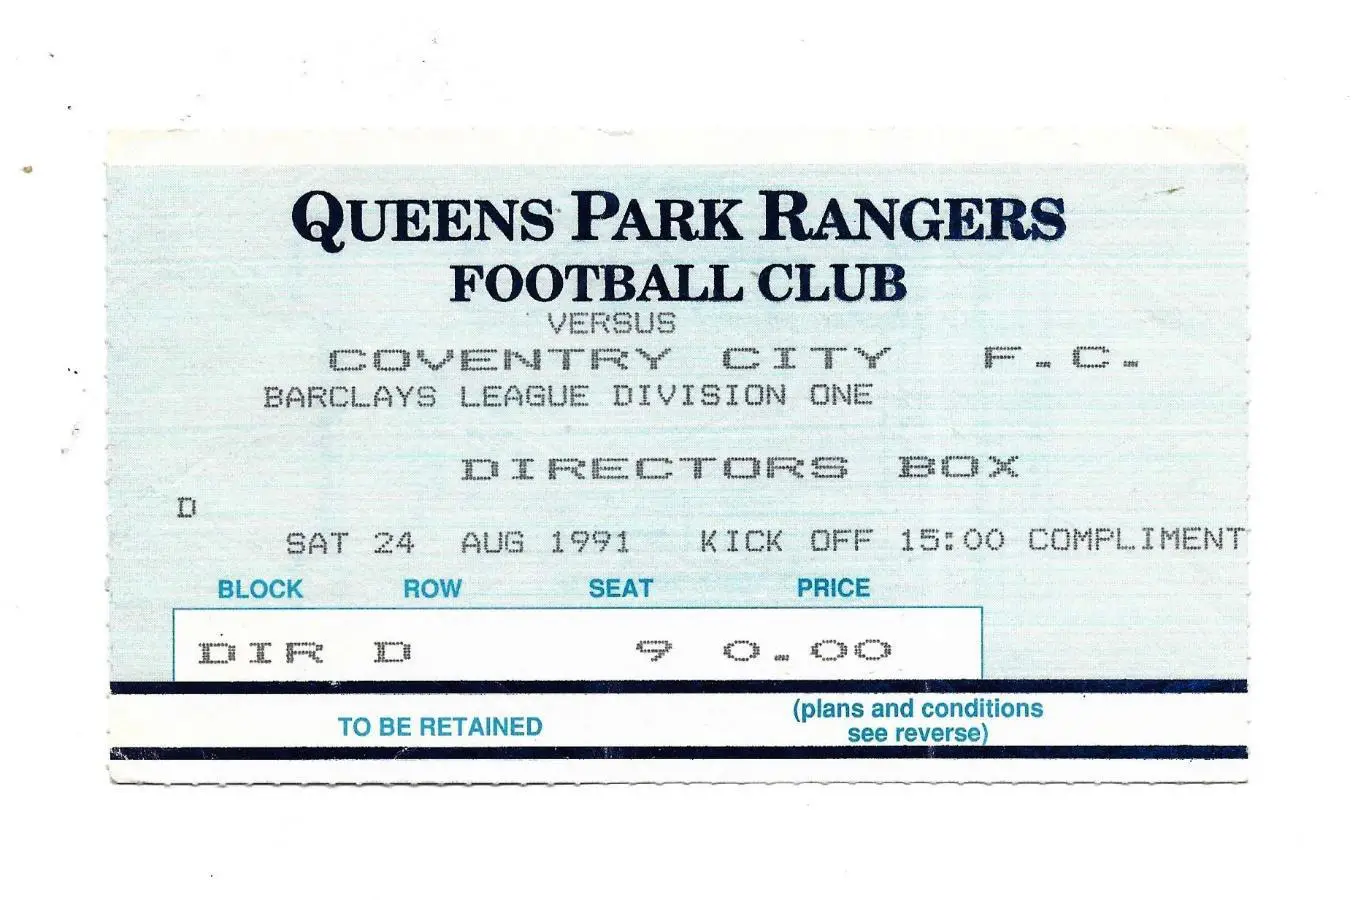 QUEENS PARK RANGERS
FOOTBALL CLUB
VERSUS
COVENTRY CITY F.C.
BARCLAYS LEAGUE DIVISION ONE
DIRECTORS BOX
D
SAT 24 AUG 1991 KICK OFF 15:00 COMPLIMENT
BLOCK ROW SEAT PRICE
DIR D 9 0.00
TO BE RETAINED
(plans and conditions
see reverse)